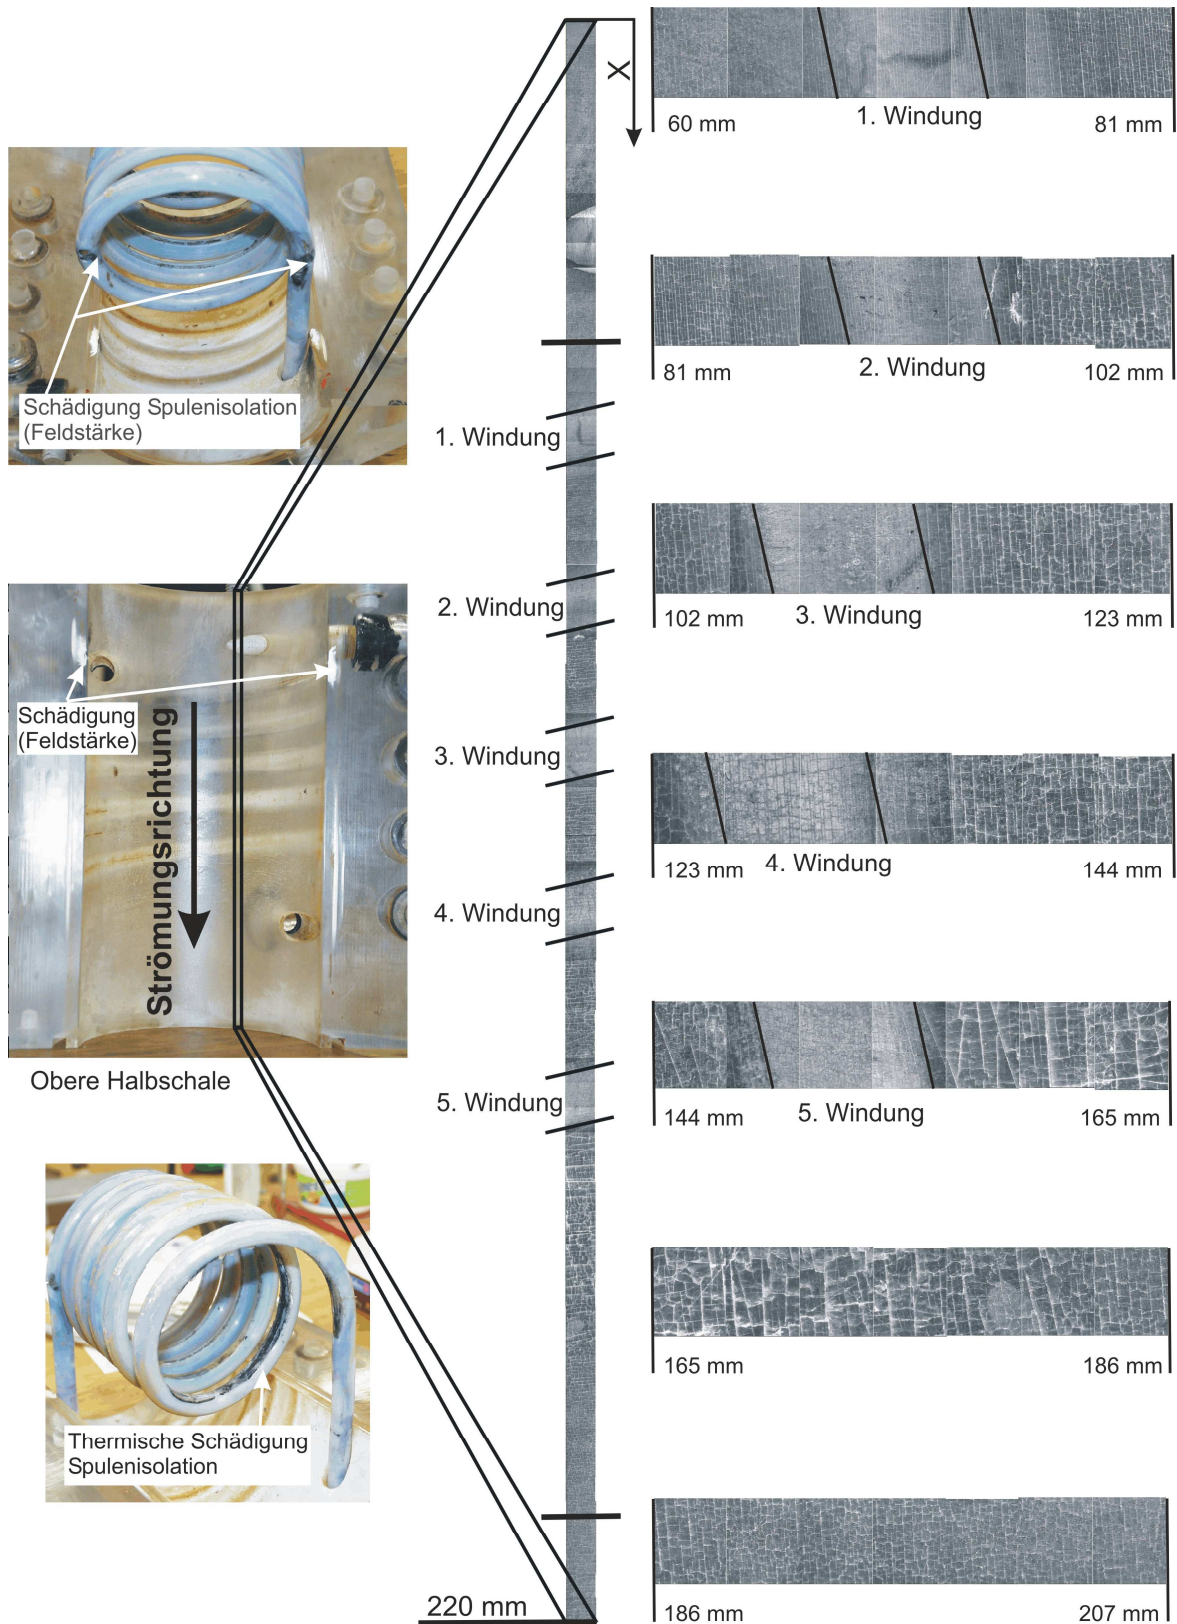 X
60 mm
1. Windung
81 mm
Schädigung Spulenisolation
(Feldstärke)
81 mm
2. Windung
102 mm
1. Windung
2. Windung
3. Windung
4. Windung
5. Windung
102 mm
3. Windung
123 mm
Schädigung
(Feldstärke)
Strömungsrichtung
Obere Halbschale
123 mm
4. Windung
144 mm
144 mm
5. Windung
165 mm
165 mm
186 mm
Thermische Schädigung
Spulenisolation
186 mm
207 mm
220 mm